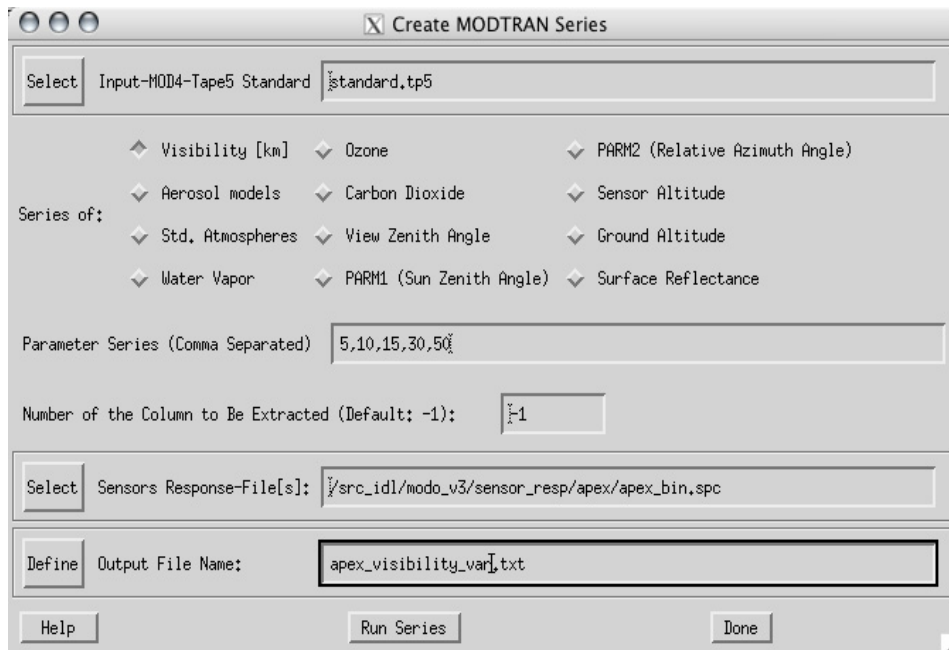 Create MODTRAN Series
Select Input-MOD4-Tape5 Standard standard.tp5
Visibility [km] Ozone PARM2 (Relative Azimuth Angle)
Aerosol models Carbon Dioxide Sensor Altitude
Series of:
Std. Atmospheres View Zenith Angle Ground Altitude
Water Vapor PARM1 (Sun Zenith Angle) Surface Reflectance
Parameter Series (Comma Separated) 5,10,15,30,50
Number of the Column to Be Extracted (Default: -1): -1
Select Sensors Response-File[s]: /src_idl/modo_v3/sensor_resp/apex/apex_bin.spc
Define Output File Name: apex_visibility_var.txt
Help Run Series Done